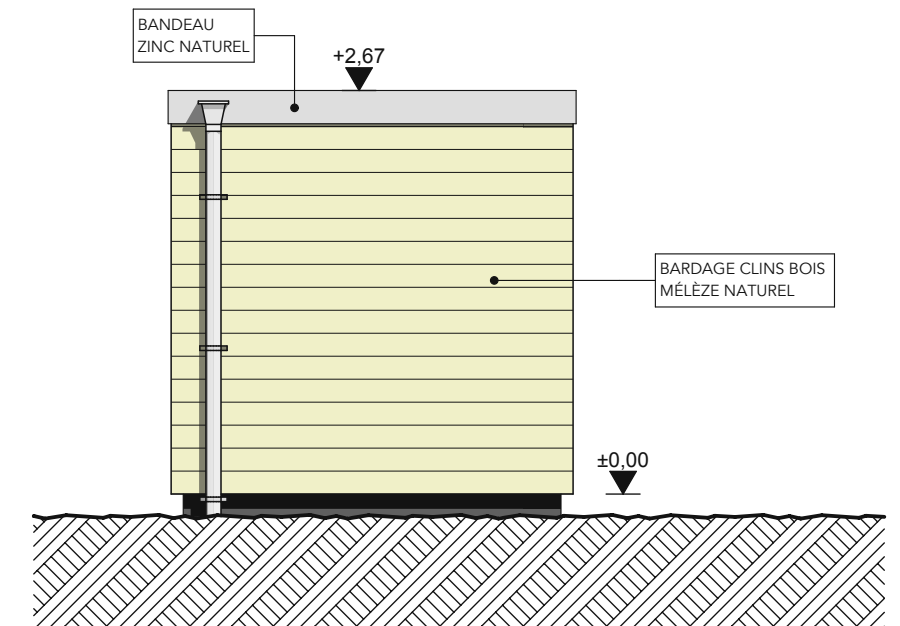 BANDEAU
ZINC NATUREL
+2,67
BARDAGE CLINS BOIS
MÉLÈZE NATUREL
±0,00